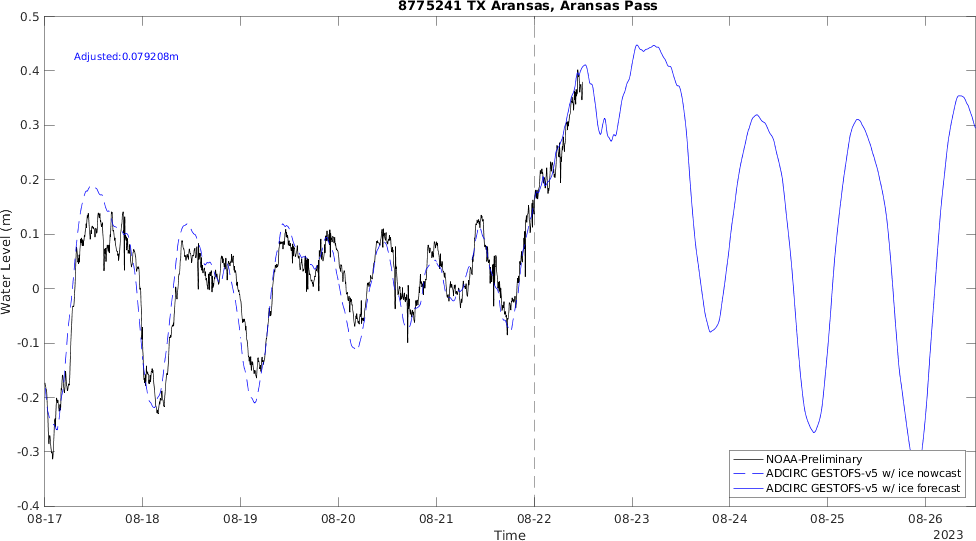 8775241 TX Aransas, Aransas Pass
Adjusted:0.079208m
Water Level (m)
0.5
0.4
0.3
0.2
0.1
0
-0.1
-0.2
-0.3
-0.4
NOAA-Preliminary
ADCIRC GESTOFS-v5 w/ ice nowcast
ADCIRC GESTOFS-v5 w/ ice forecast
08-17 08-18 08-19 08-20 08-21 08-22 08-23 08-24 08-25 08-26
Time
2023